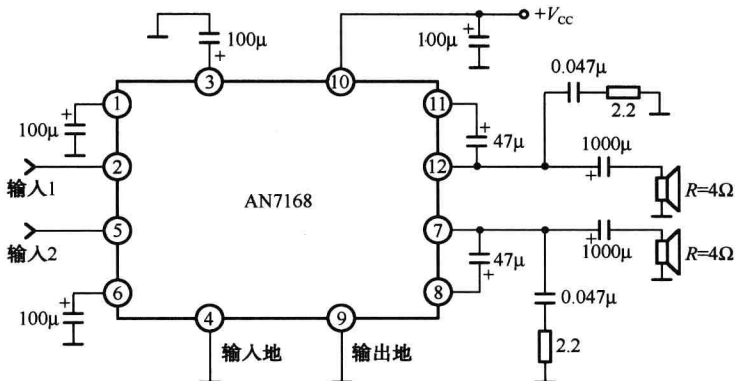 +V_CC
100μ
100μ
3
10
1
100μ
11
47μ
0.047μ
2.2
2
输入1
12
1000μ
R=4Ω
AN7168
5
输入2
7
1000μ
R=4Ω
6
100μ
8
47μ
0.047μ
4
输入地
9
输出地
2.2